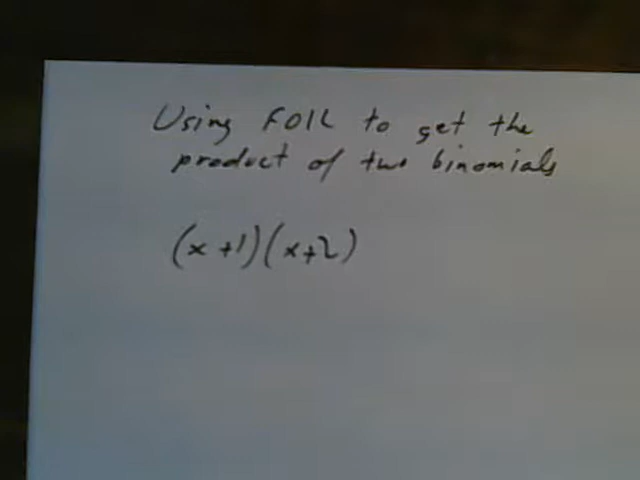 Using FOIL to get the
product of two binomials
(x+1)(x+2)